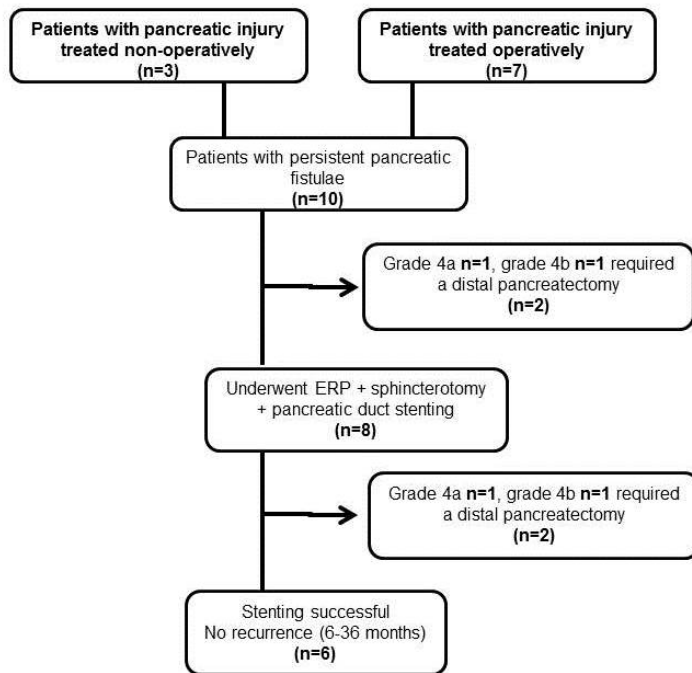 Patients with pancreatic injury
treated non-operatively
(n=3)
Patients with pancreatic injury
treated operatively
(n=7)
Patients with persistent pancreatic
fistulae
(n=10)
Grade 4a n=1, grade 4b n=1 required
a distal pancreatectomy
(n=2)
Underwent ERP + sphincterotomy
+ pancreatic duct stenting
(n=8)
Grade 4a n=1, grade 4b n=1 required
a distal pancreatectomy
(n=2)
Stenting successful
No recurrence (6-36 months)
(n=6)